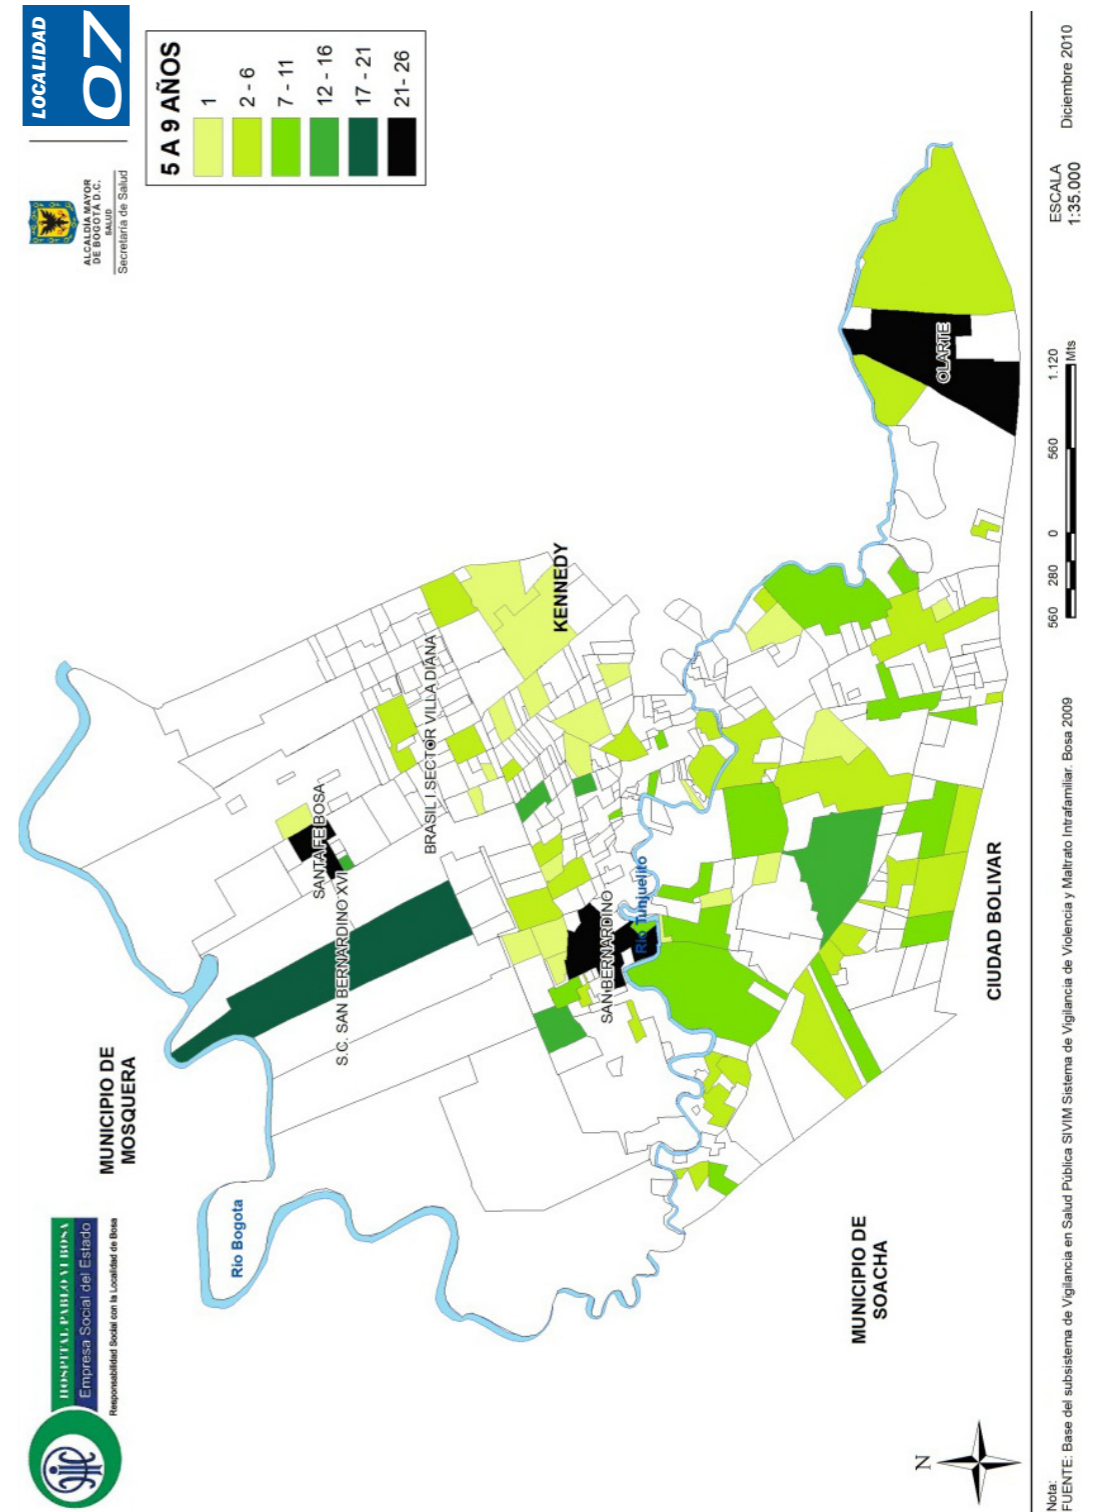 HOSPITAL PABLO VI BOSA
Empresa Social del Estado
Responsabilidad Social con la Localidad de Bosa
ALCALDÍA MAYOR
DE BOGOTÁ D.C.
SALUD
Secretaría de Salud
LOCALIDAD
07
5 A 9 AÑOS
1
2 - 6
7 - 11
12 - 16
17 - 21
21- 26
MUNICIPIO DE
MOSQUERA
Rio Bogota
SANTA FE BOSA
S.C. SAN BERNARDINO XVI
BRASIL I SECTOR VILLA DIANA
KENNEDY
SAN BERNARDINO
Rio Tunjuelito
OLARTE
MUNICIPIO DE
SOACHA
CIUDAD BOLIVAR
N
Nota:
FUENTE: Base del subsistema de Vigilancia en Salud Pública SIVIM Sistema de Vigilancia de Violencia y Maltrato Intrafamiliar. Bosa 2009
560 280 0 560 1.120
Mts
ESCALA
1:35.000
Diciembre 2010